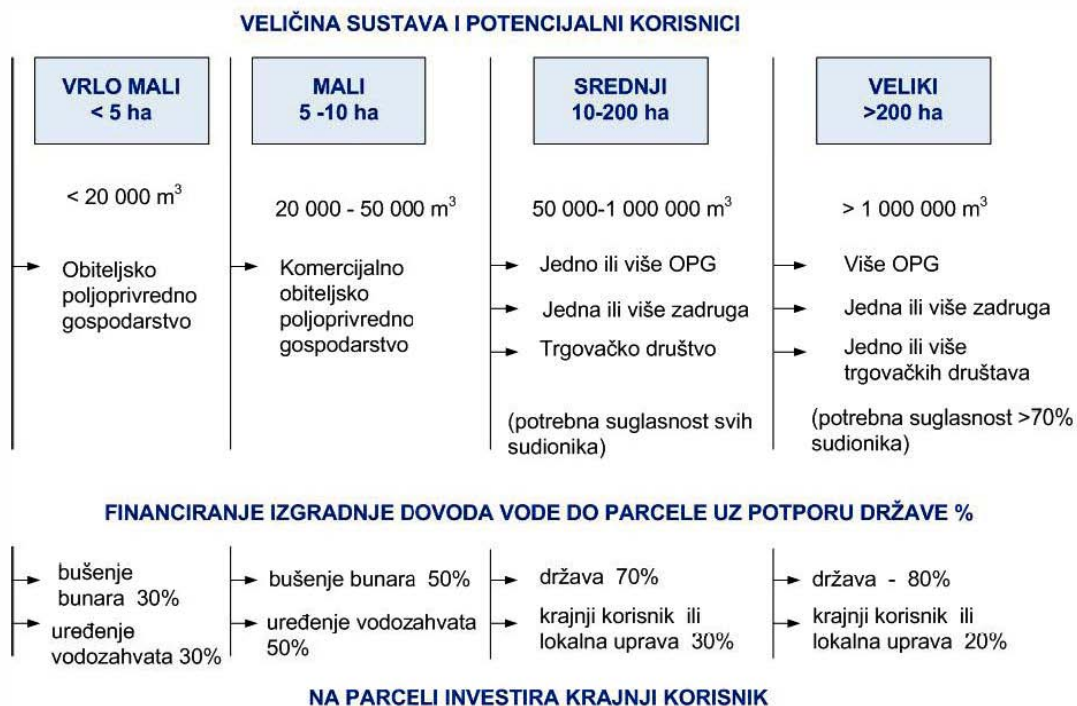 VELIČINA SUSTAVA I POTENCIJALNI KORISNICI
VRLO MALI
< 5 ha
MALI
5 -10 ha
SREDNJI
10-200 ha
VELIKI
>200 ha
< 20 000 m³
20 000 - 50 000 m³
50 000-1 000 000 m³
> 1 000 000 m³
Obiteljsko
poljoprivredno
gospodarstvo
Komercijalno
obiteljsko
poljoprivredno
gospodarstvo
Jedno ili više OPG
Jedna ili više zadruga
Trgovačko društvo
(potrebna suglasnost svih
sudionika)
Više OPG
Jedna ili više zadruga
Jedno ili više
trgovačkih društava
(potrebna suglasnost >70%
sudionika)
FINANCIRANJE IZGRADNJE DOVODA VODE DO PARCELE UZ POTPORU DRŽAVE %
bušenje
bunara 30%
uređenje
vodozahvata 30%
bušenje bunara 50%
uređenje vodozahvata
50%
država 70%
krajnji korisnik ili
lokalna uprava 30%
država - 80%
krajnji korisnik ili
lokalna uprava 20%
NA PARCELI INVESTIRA KRAJNJI KORISNIK